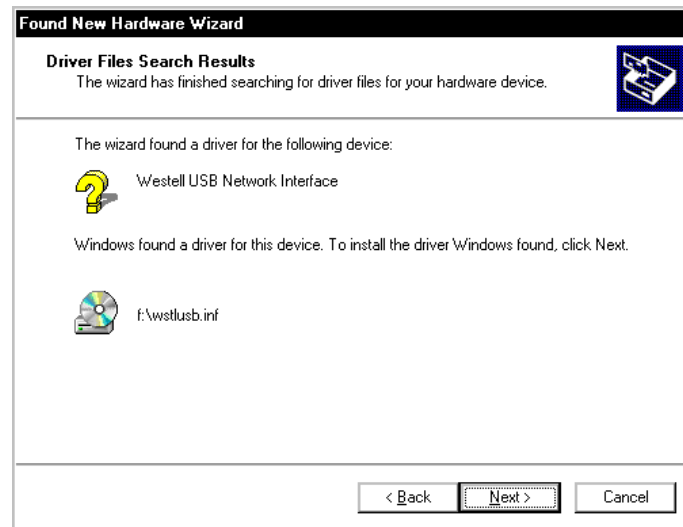 Found New Hardware Wizard
Driver Files Search Results
The wizard has finished searching for driver files for your hardware device.
The wizard found a driver for the following device:
Westell USB Network Interface
Windows found a driver for this device. To install the driver Windows found, click Next.
f:\wstlusb.inf
< Back Next > Cancel